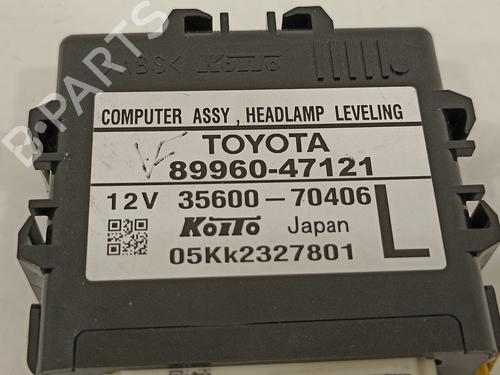 >ABS< KOITO
COMPUTER ASSY , HEADLAMP LEVELING
TOYOTA
89960-47121
12V 35600-70406
KOITO Japan L
05Kk2327801
B-PARTS